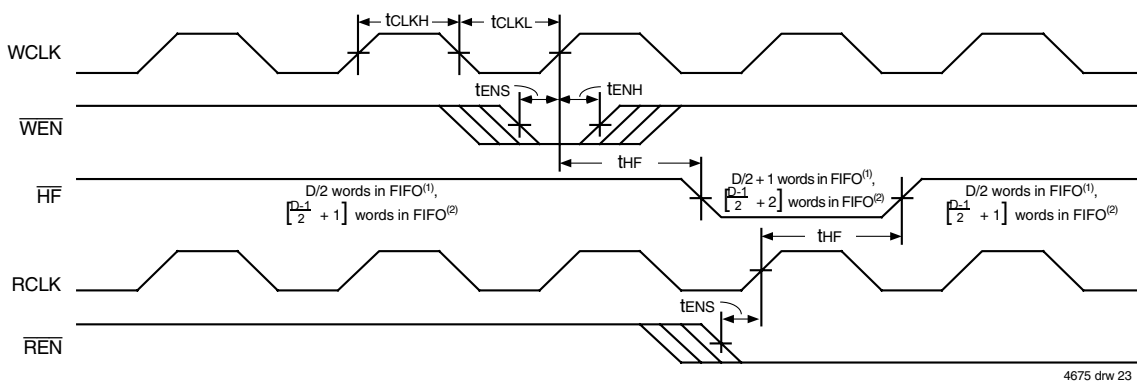 tCLKH tCLKL
WCLK
tENS tENH
WEN
tHF
HF
D/2 words in FIFO(1),
[D-1/2 + 1] words in FIFO(2)
D/2 + 1 words in FIFO(1),
[D-1/2 + 2] words in FIFO(2)
D/2 words in FIFO(1),
[D-1/2 + 1] words in FIFO(2)
tHF
RCLK
tENS
REN
4675 drw 23